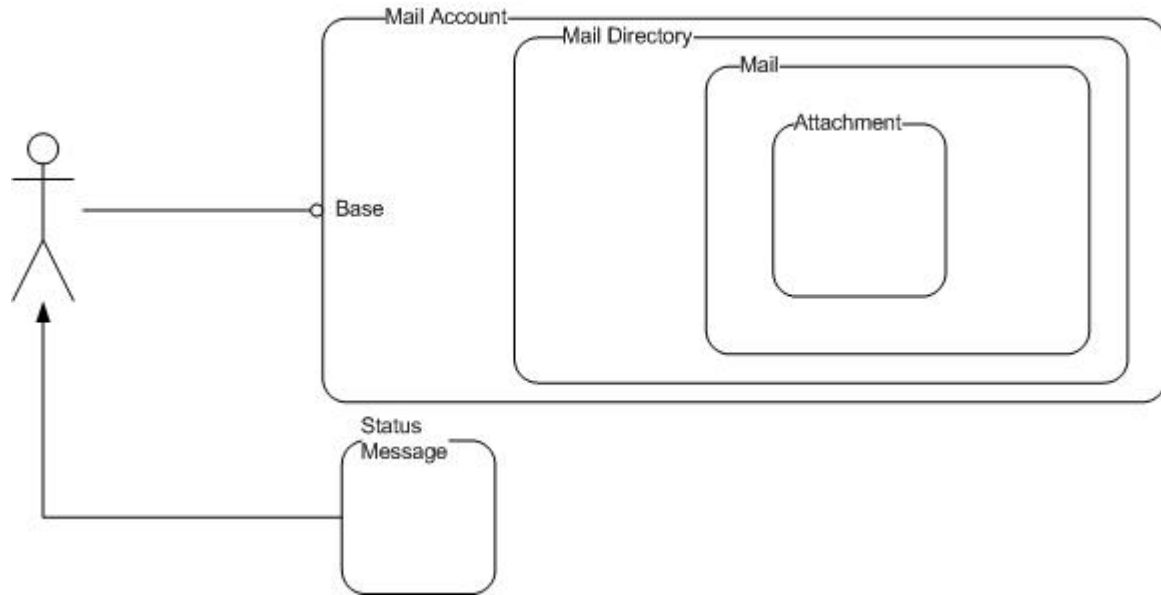 Mail Account
Mail Directory
Mail
Attachment
Base
Status
Message